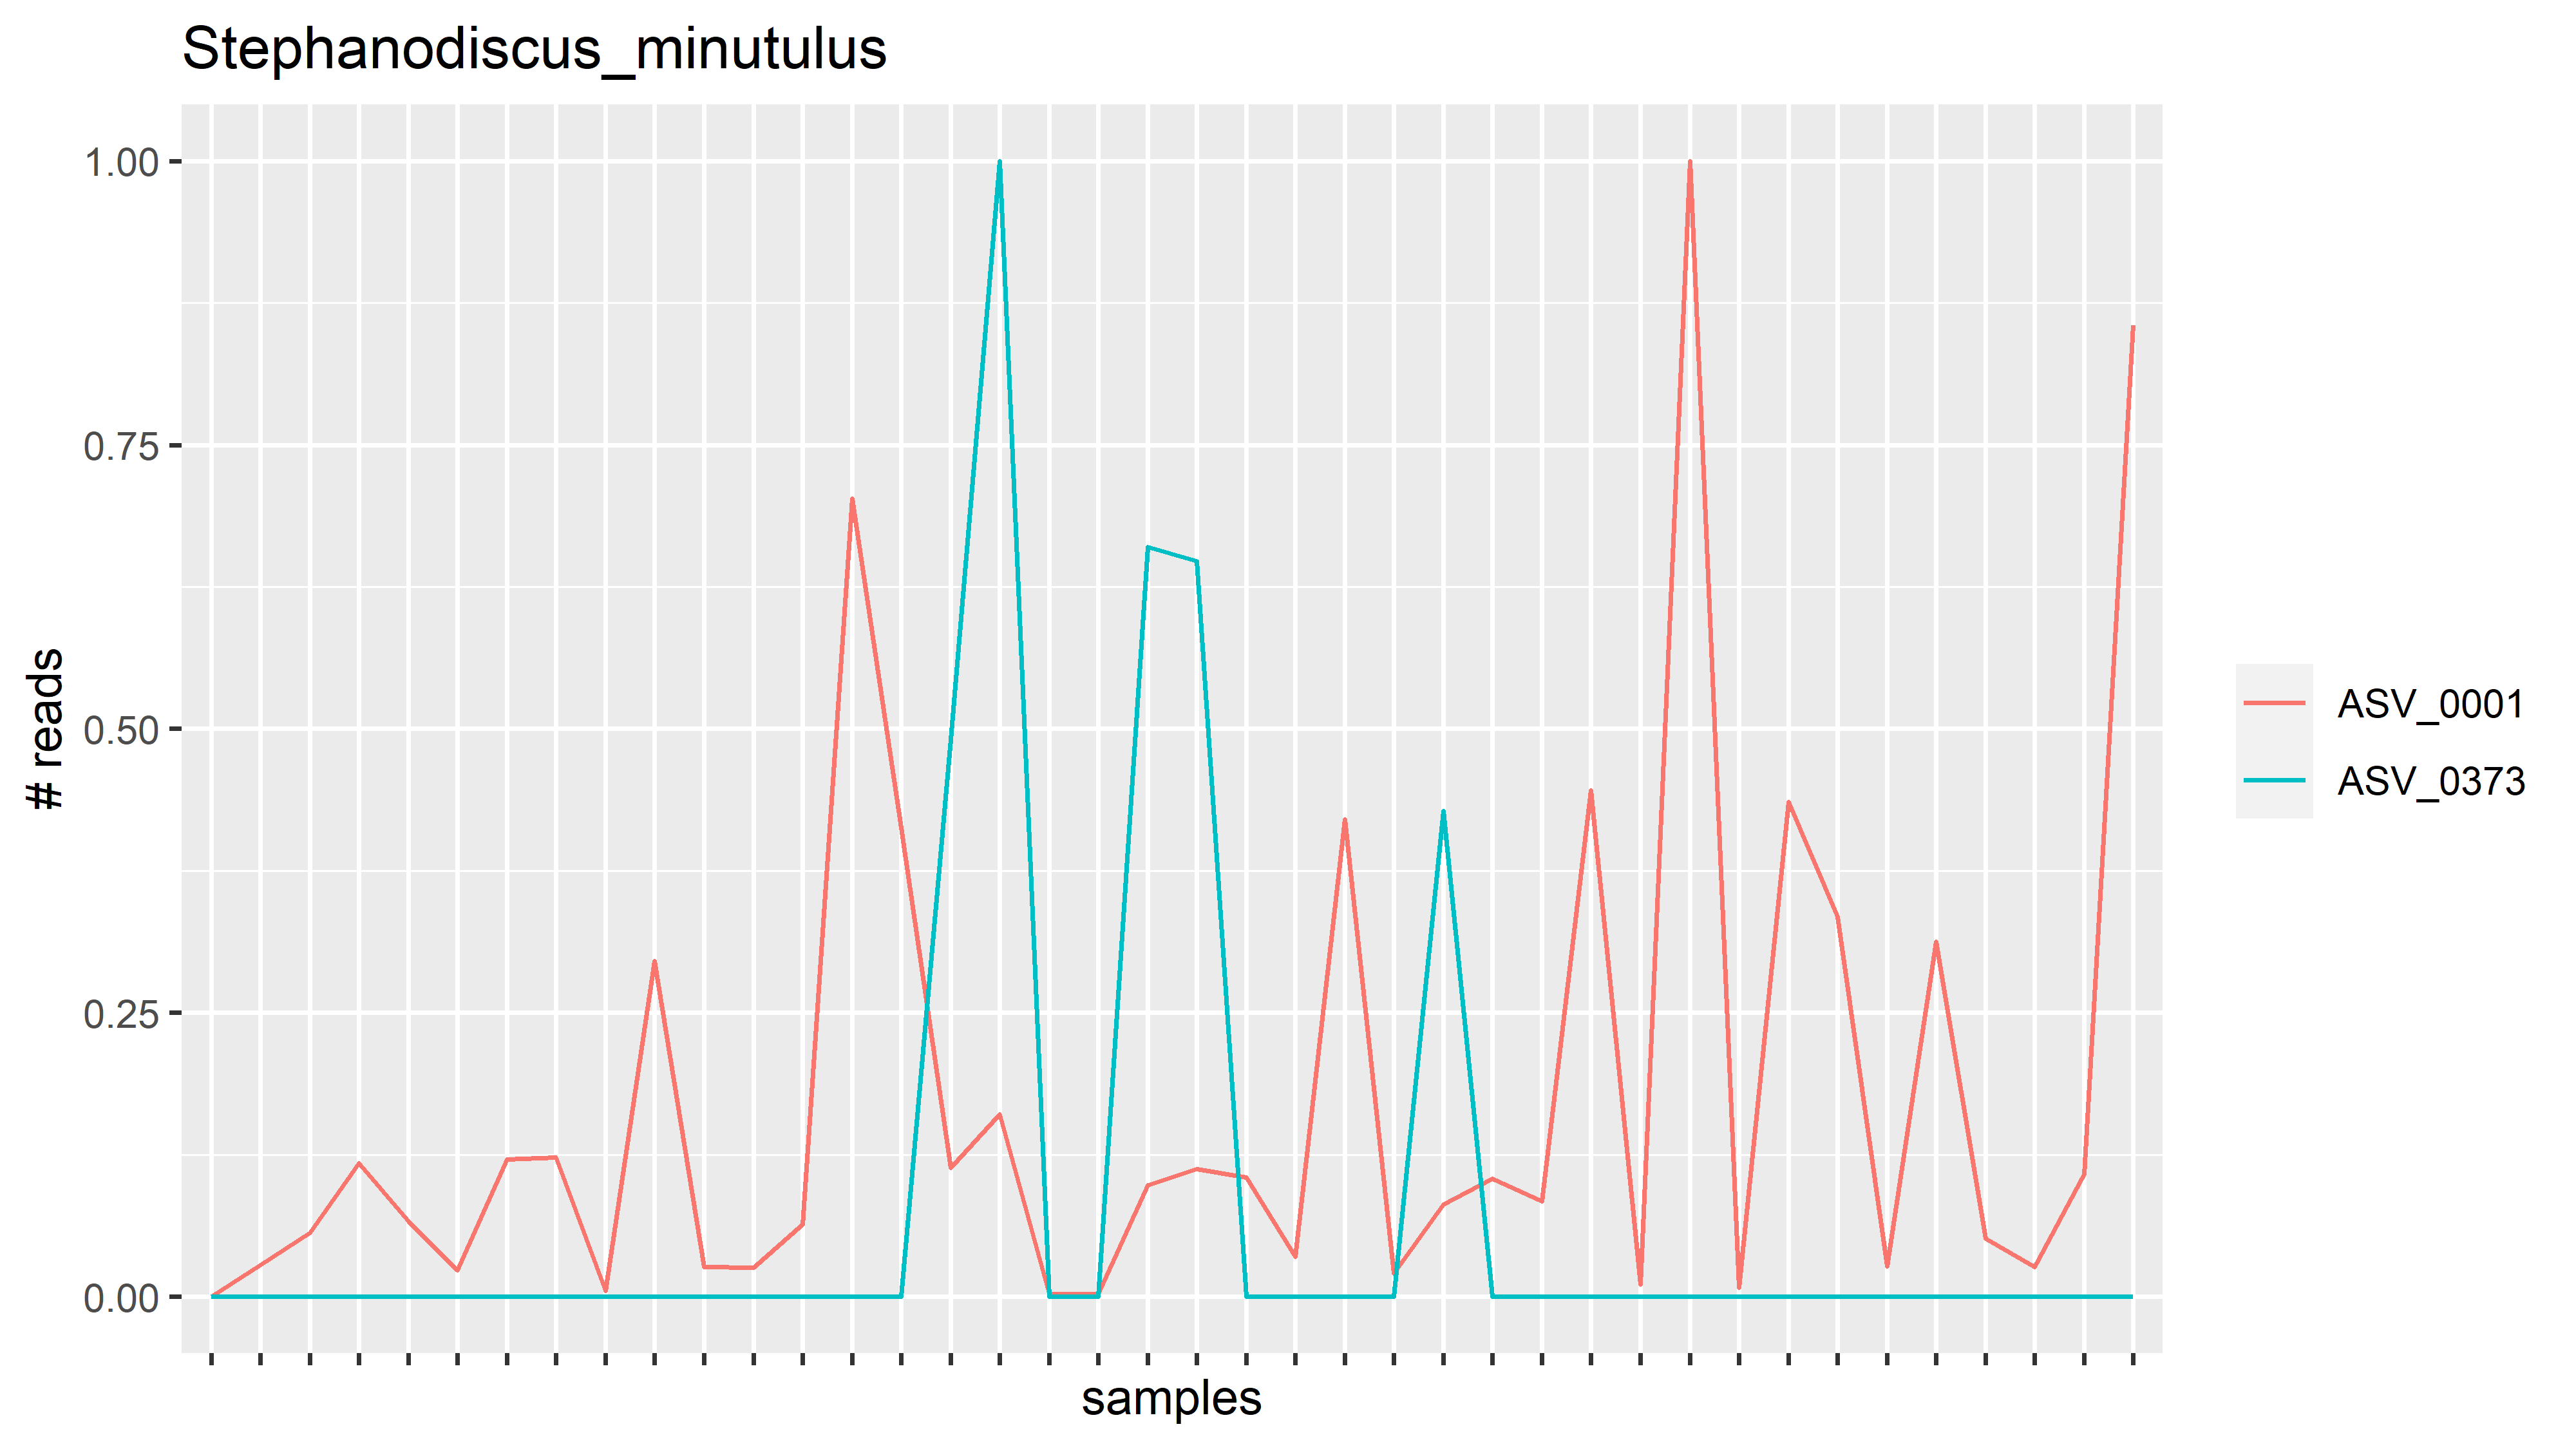 Stephanodiscus_minutulus
1.00
0.75
0.50
0.25
0.00
# reads
samples
ASV_0001
ASV_0373